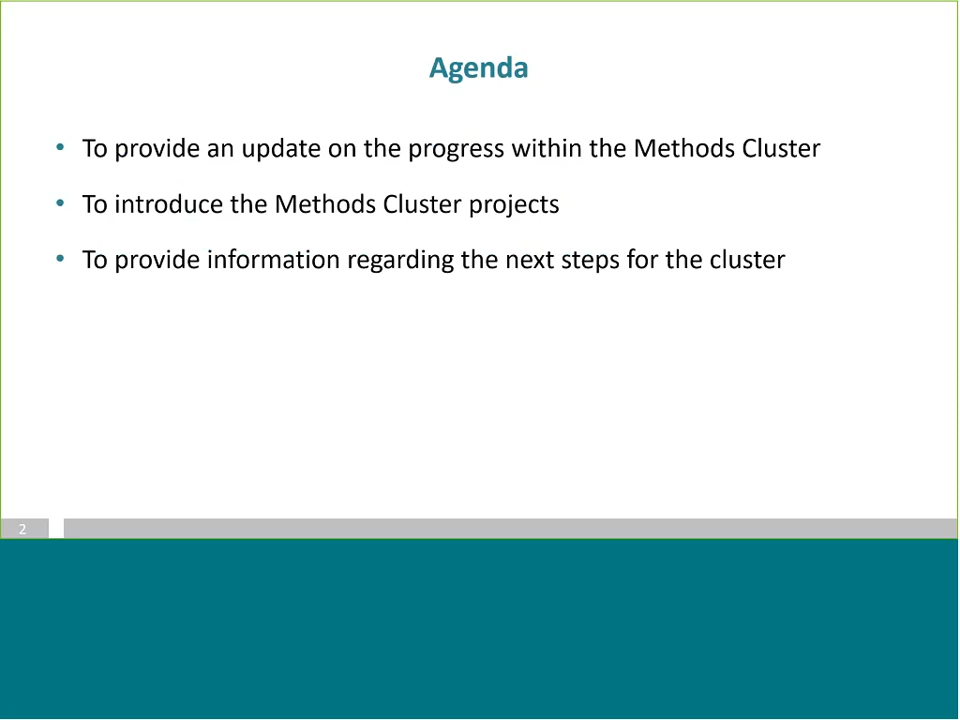 Agenda
• To provide an update on the progress within the Methods Cluster
• To introduce the Methods Cluster projects
• To provide information regarding the next steps for the cluster
2